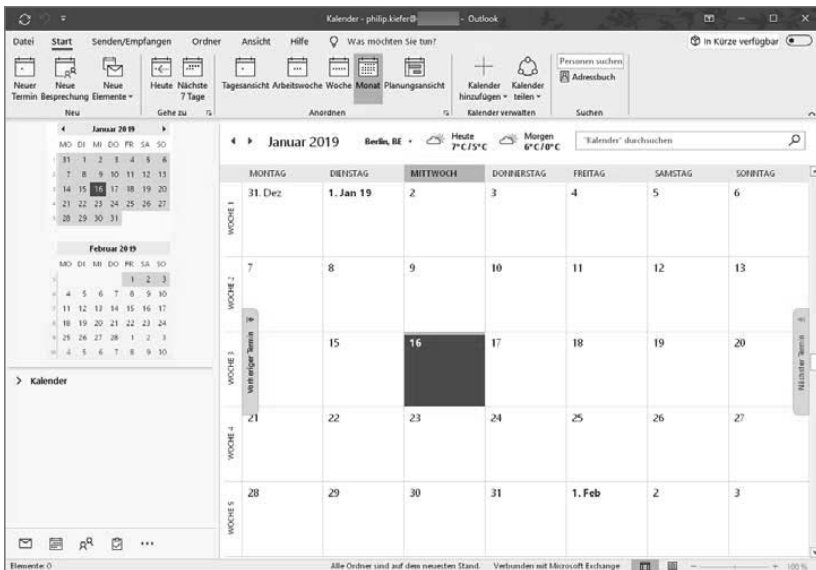 Kalender - philip.kiefer@ - Outlook
Datei Start Senden/Empfangen Ordner Ansicht Hilfe Was möchten Sie tun? In Kürze verfügbar
Neuer Termin Neue Besprechung Neue Elemente Heute Nächste 7 Tage Tagesansicht Arbeitswoche Woche Monat Planungsansicht Kalender hinzufügen Kalender teilen Personen suchen Adressbuch
Neu Gehe zu Anordnen Kalender verwalten Suchen
Januar 2019
MO DI MI DO FR SA SO
31 1 2 3 4 5 6
7 8 9 10 11 12 13
14 15 16 17 18 19 20
21 22 23 24 25 26 27
28 29 30 31
Februar 2019
MO DI MI DO FR SA SO
1 2 3
4 5 6 7 8 9 10
11 12 13 14 15 16 17
18 19 20 21 22 23 24
25 26 27 28 1 2 3
4 5 6 7 8 9 10
Kalender
Januar 2019 Berlin, BE Heute 7°C/5°C Morgen 6°C/0°C "Kalender" durchsuchen
MONTAG DIENSTAG MITTWOCH DONNERSTAG FREITAG SAMSTAG SONNTAG
WOCHE 1 31. Dez 1. Jan 19 2 3 4 5 6
WOCHE 2 7 8 9 10 11 12 13
WOCHE 3 15 16 17 18 19 20
Vorheriger Termin
Nächster Termin
WOCHE 4 21 22 23 24 25 26 27
WOCHE 5 28 29 30 31 1. Feb 2 3
Elemente: 0 Alle Ordner sind auf dem neuesten Stand. Verbunden mit Microsoft Exchange 100 %